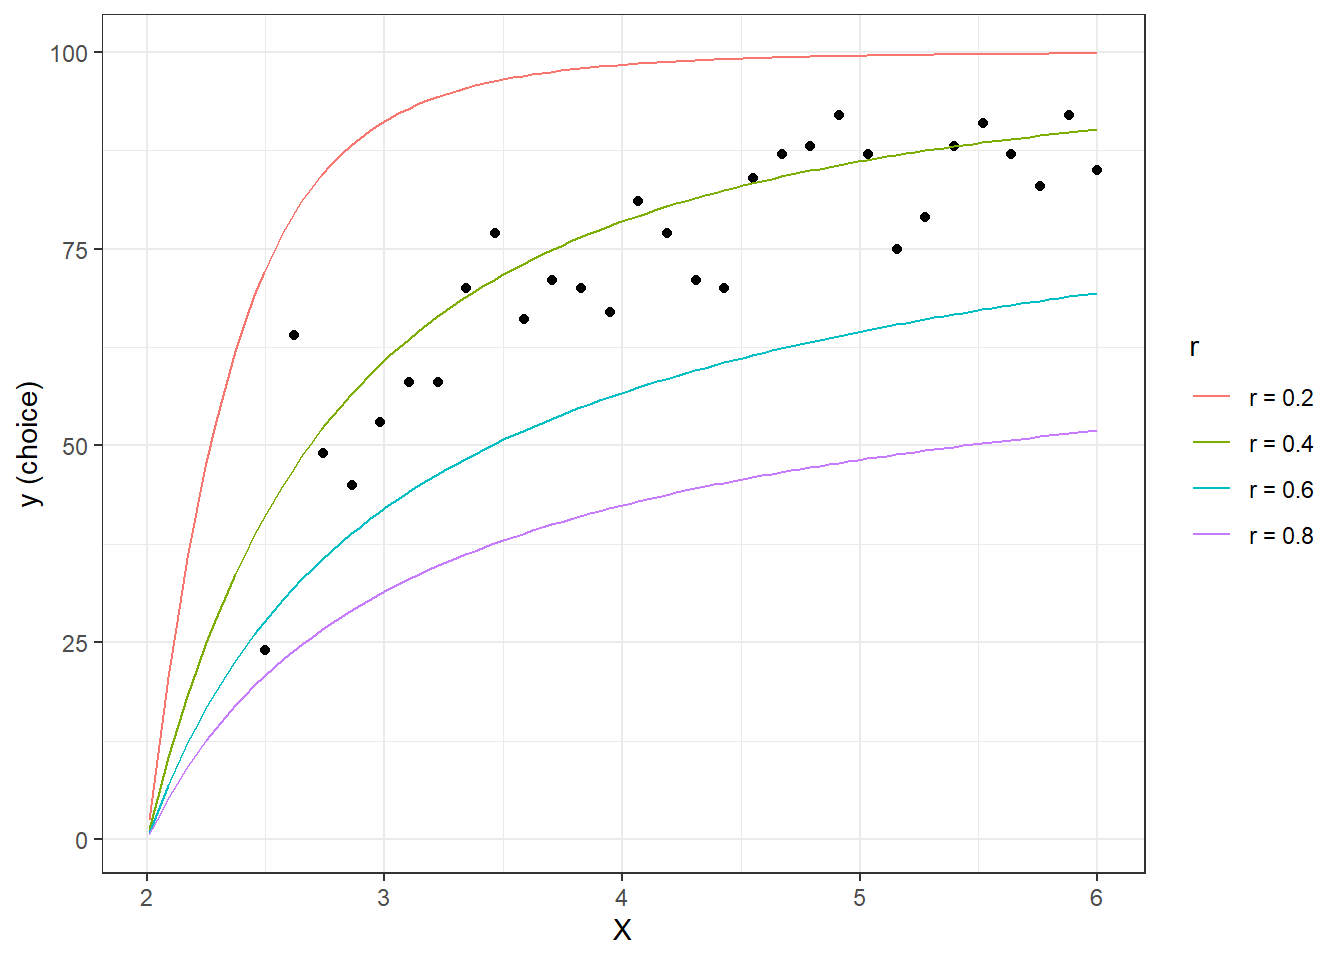 100
75
50
25
0
y (choice)
2 3 4 5 6
X
r
r = 0.2
r = 0.4
r = 0.6
r = 0.8